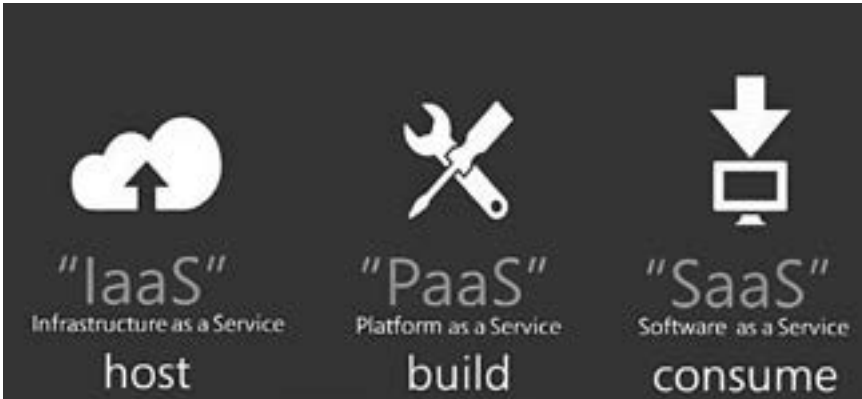 "IaaS"
Infrastructure as a Service
host
"PaaS"
Platform as a Service
build
"SaaS"
Software as a Service
consume